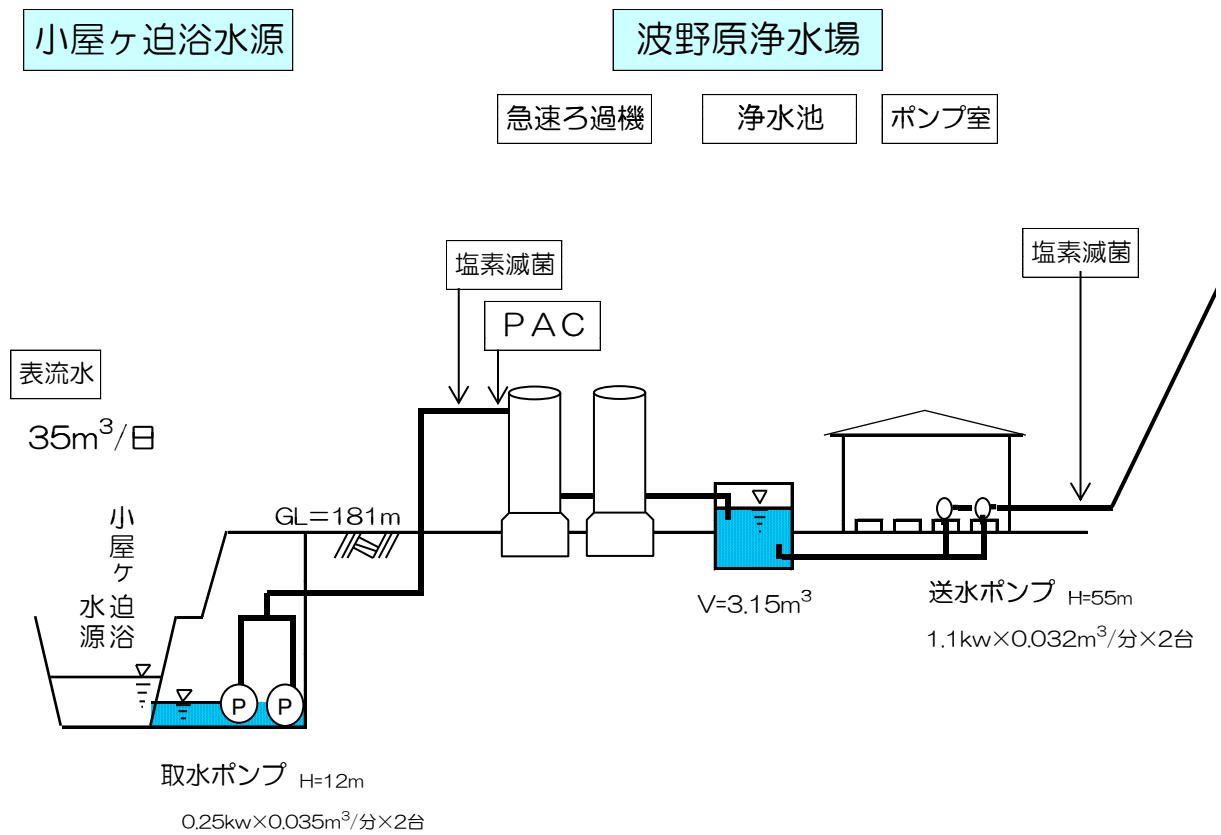 小屋ヶ迫浴水源
波野原浄水場
急速ろ過機
浄水池
ポンプ室
塩素滅菌
塩素滅菌
PAC
表流水
35m³/日
GL=181m
小屋ヶ迫浴
水源
V=3.15m³
送水ポンプ H=55m
1.1kw×0.032m³/分×2台
P
P
取水ポンプ H=12m
0.25kw×0.035m³/分×2台